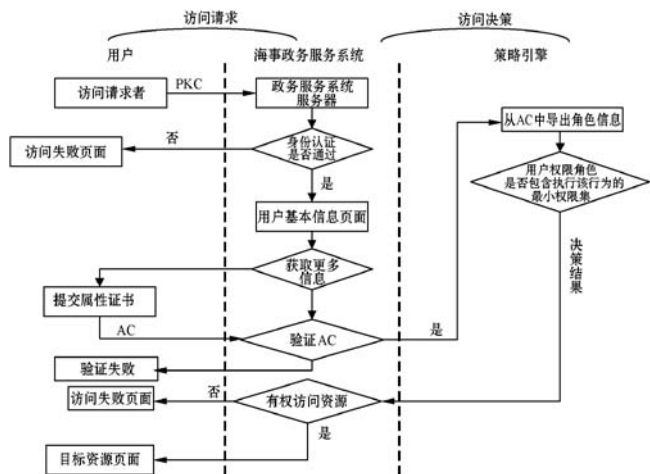 访问请求
访问决策
用户
海事政务服务系统
策略引擎
访问请求者
PKC
政务服务系统
服务器
从AC中导出角色信息
访问失败页面
否
身份认证
是否通过
用户权限角色
是否包含执行该行为的
最小权限集
是
用户基本信息页面
获取更多
信息
决策结果
提交属性证书
AC
验证AC
是
验证失败
访问失败页面
否
有权访问资源
是
目标资源页面